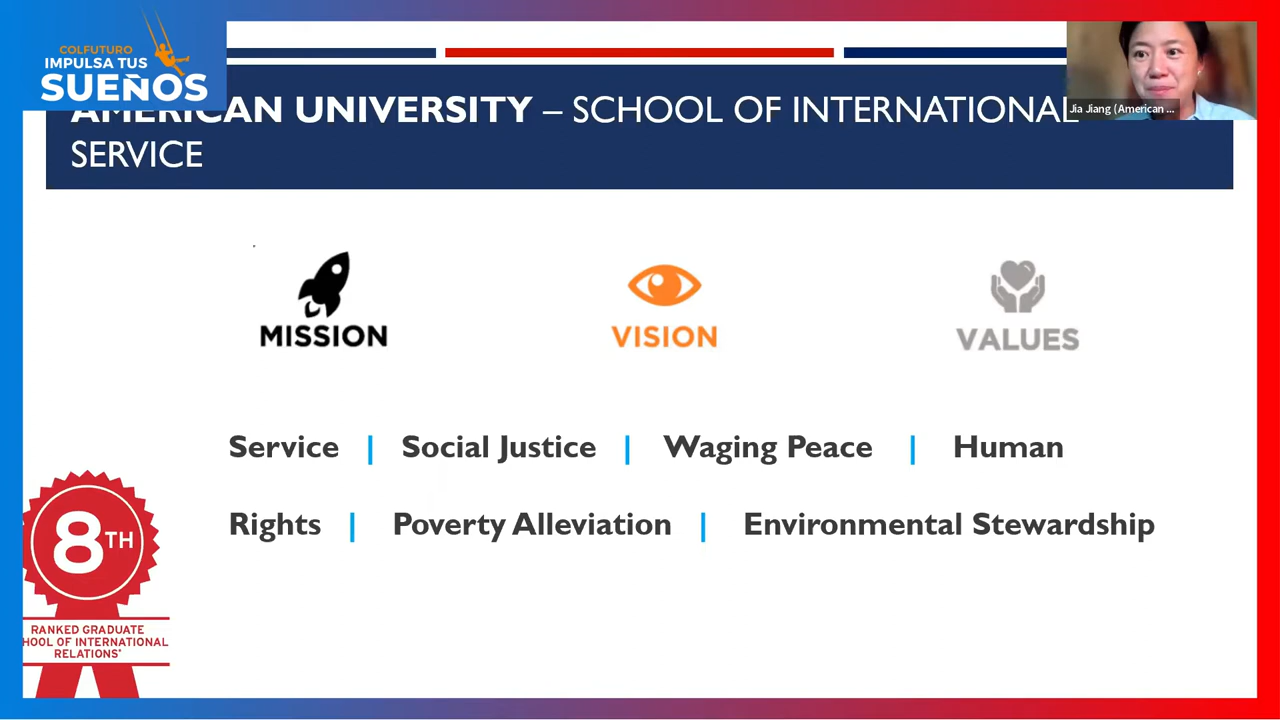 COLFUTURO
IMPULSA TUS
SUEÑOS
AMERICAN UNIVERSITY – SCHOOL OF INTERNATIONAL
SERVICE
Jia Jiang (American ...
MISSION
VISION
VALUES
Service | Social Justice | Waging Peace | Human
Rights | Poverty Alleviation | Environmental Stewardship
8TH
RANKED GRADUATE
HOOL OF INTERNATIONAL
RELATIONS*